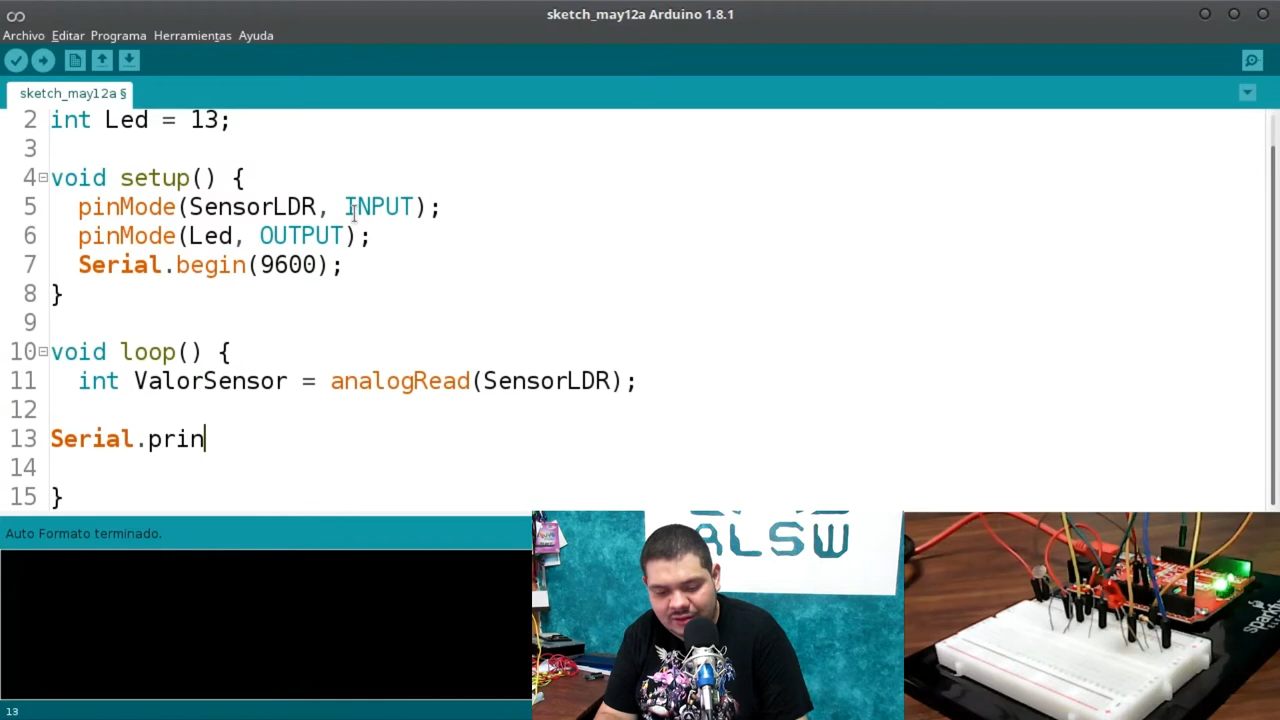 sketch_may12a Arduino 1.8.1
Archivo Editar Programa Herramientas Ayuda
sketch_may12a §
2 int Led = 13;
3
4 void setup() {
5 pinMode(SensorLDR, INPUT);
6 pinMode(Led, OUTPUT);
7 Serial.begin(9600);
8 }
9
10 void loop() {
11 int ValorSensor = analogRead(SensorLDR);
12
13 Serial.prin
14
15 }
Auto Formato terminado.
ALSW
13